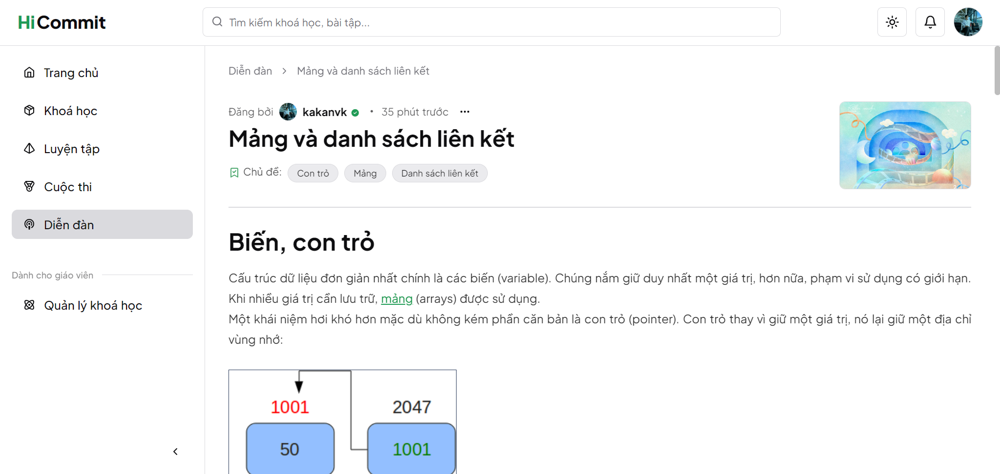 HiCommit
Tìm kiếm khoá học, bài tập...
Trang chủ
Khoá học
Luyện tập
Cuộc thi
Diễn đàn
Dành cho giáo viên
Quản lý khoá học
Diễn đàn > Mảng và danh sách liên kết
Đăng bởi kakanvk • 35 phút trước ...
Mảng và danh sách liên kết
Chủ đề: Con trỏ Mảng Danh sách liên kết
Biến, con trỏ
Cấu trúc dữ liệu đơn giản nhất chính là các biến (variable). Chúng nắm giữ duy nhất một giá trị, hơn nữa, phạm vi sử dụng có giới hạn.
Khi nhiều giá trị cần lưu trữ, mảng (arrays) được sử dụng.
Một khái niệm hơi khó hơn mặc dù không kém phần căn bản là con trỏ (pointer). Con trỏ thay vì giữ một giá trị, nó lại giữ một địa chỉ
vùng nhớ:
1001 2047
50 1001